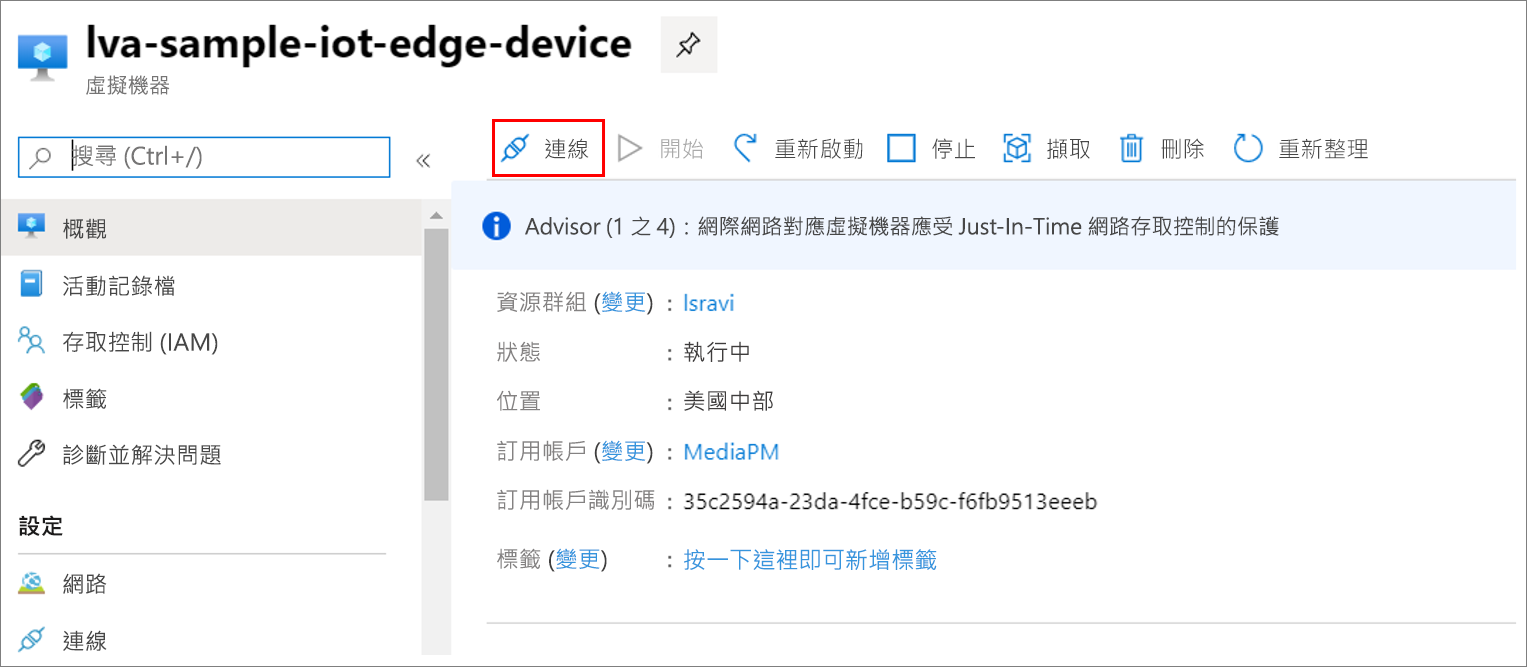 lva-sample-iot-edge-device
虛擬機器
搜尋 (Ctrl+/)
«
連線 開始 重新啟動 停止 擷取 刪除 重新整理
概觀
活動記錄檔
存取控制 (IAM)
標籤
診斷並解決問題
設定
網路
連線
Advisor (1 之 4)：網際網路對應虛擬機器應受 Just-In-Time 網路存取控制的保護
資源群組 (變更) : lsravi
狀態 : 執行中
位置 : 美國中部
訂用帳戶 (變更) : MediaPM
訂用帳戶識別碼 : 35c2594a-23da-4fce-b59c-f6fb9513eeeb
標籤 (變更) : 按一下這裡即可新增標籤